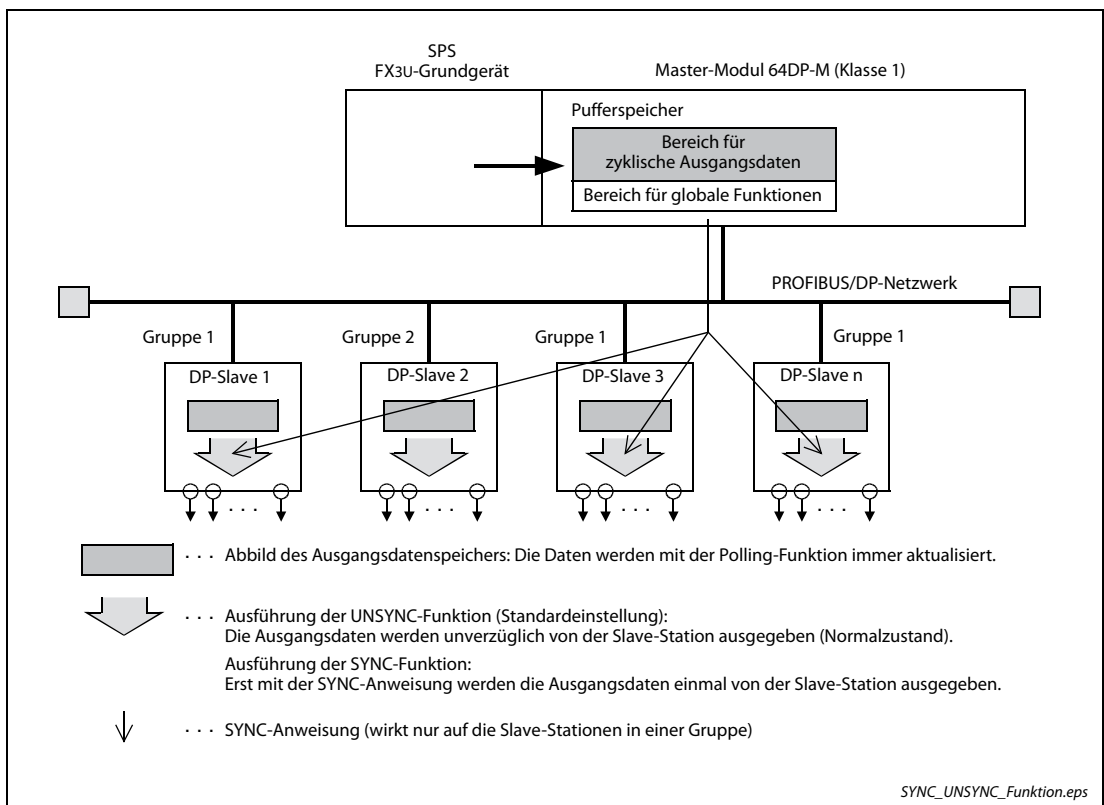 SPS
FX3U-Grundgerät
Master-Modul 64DP-M (Klasse 1)
Pufferspeicher
Bereich für
zyklische Ausgangsdaten
Bereich für globale Funktionen
PROFIBUS/DP-Netzwerk
Gruppe 1
Gruppe 2
Gruppe 1
Gruppe 1
DP-Slave 1
DP-Slave 2
DP-Slave 3
DP-Slave n
· · ·
· · ·
· · ·
· · ·
· · · Abbild des Ausgangsdatenspeichers: Die Daten werden mit der Polling-Funktion immer aktualisiert.
· · · Ausführung der UNSYNC-Funktion (Standardeinstellung):
Die Ausgangsdaten werden unverzüglich von der Slave-Station ausgegeben (Normalzustand).
Ausführung der SYNC-Funktion:
Erst mit der SYNC-Anweisung werden die Ausgangsdaten einmal von der Slave-Station ausgegeben.
· · · SYNC-Anweisung (wirkt nur auf die Slave-Stationen in einer Gruppe)
SYNC_UNSYNC_Funktion.eps